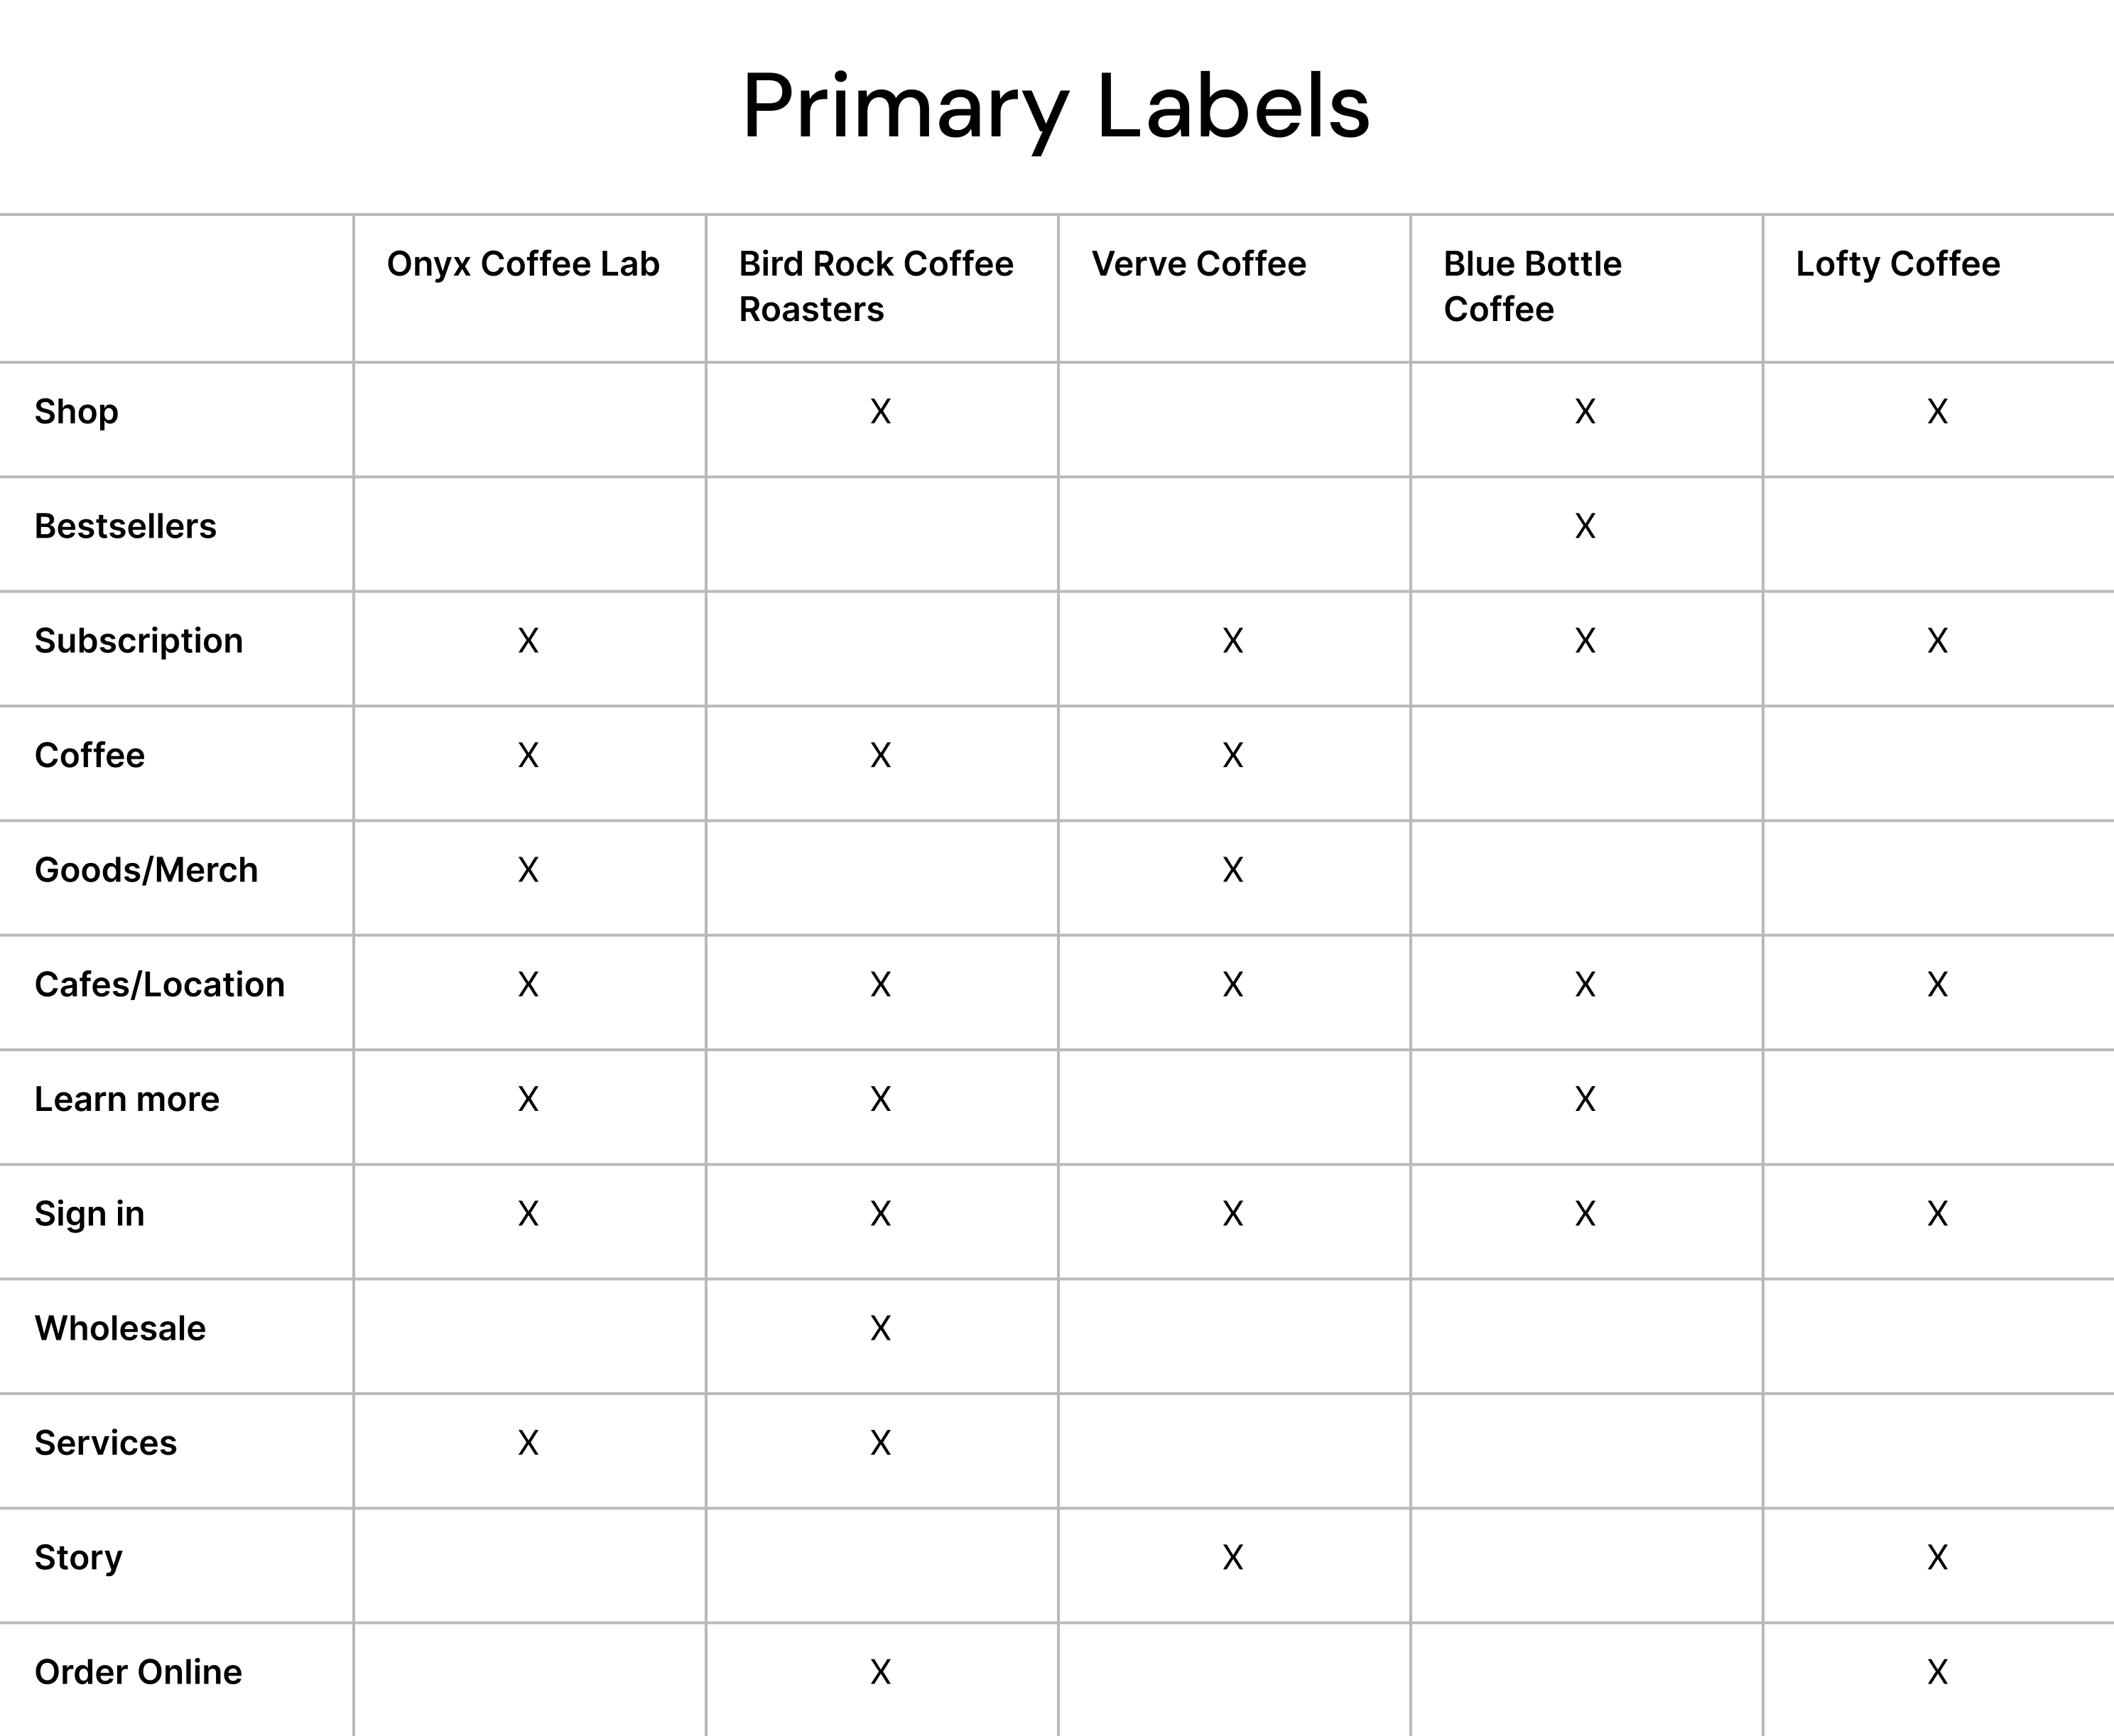 Primary Labels
Onyx Coffee Lab Bird Rock Coffee Verve Coffee Blue Bottle Lofty Coffee
Roasters Coffee
Shop X X X
Bestsellers X
Subscription X X X X
Coffee X X X
Goods/Merch X X
Cafes/Location X X X X X
Learn more X X X
Sign in X X X X X
Wholesale X
Services X X
Story X X
Order Online X X